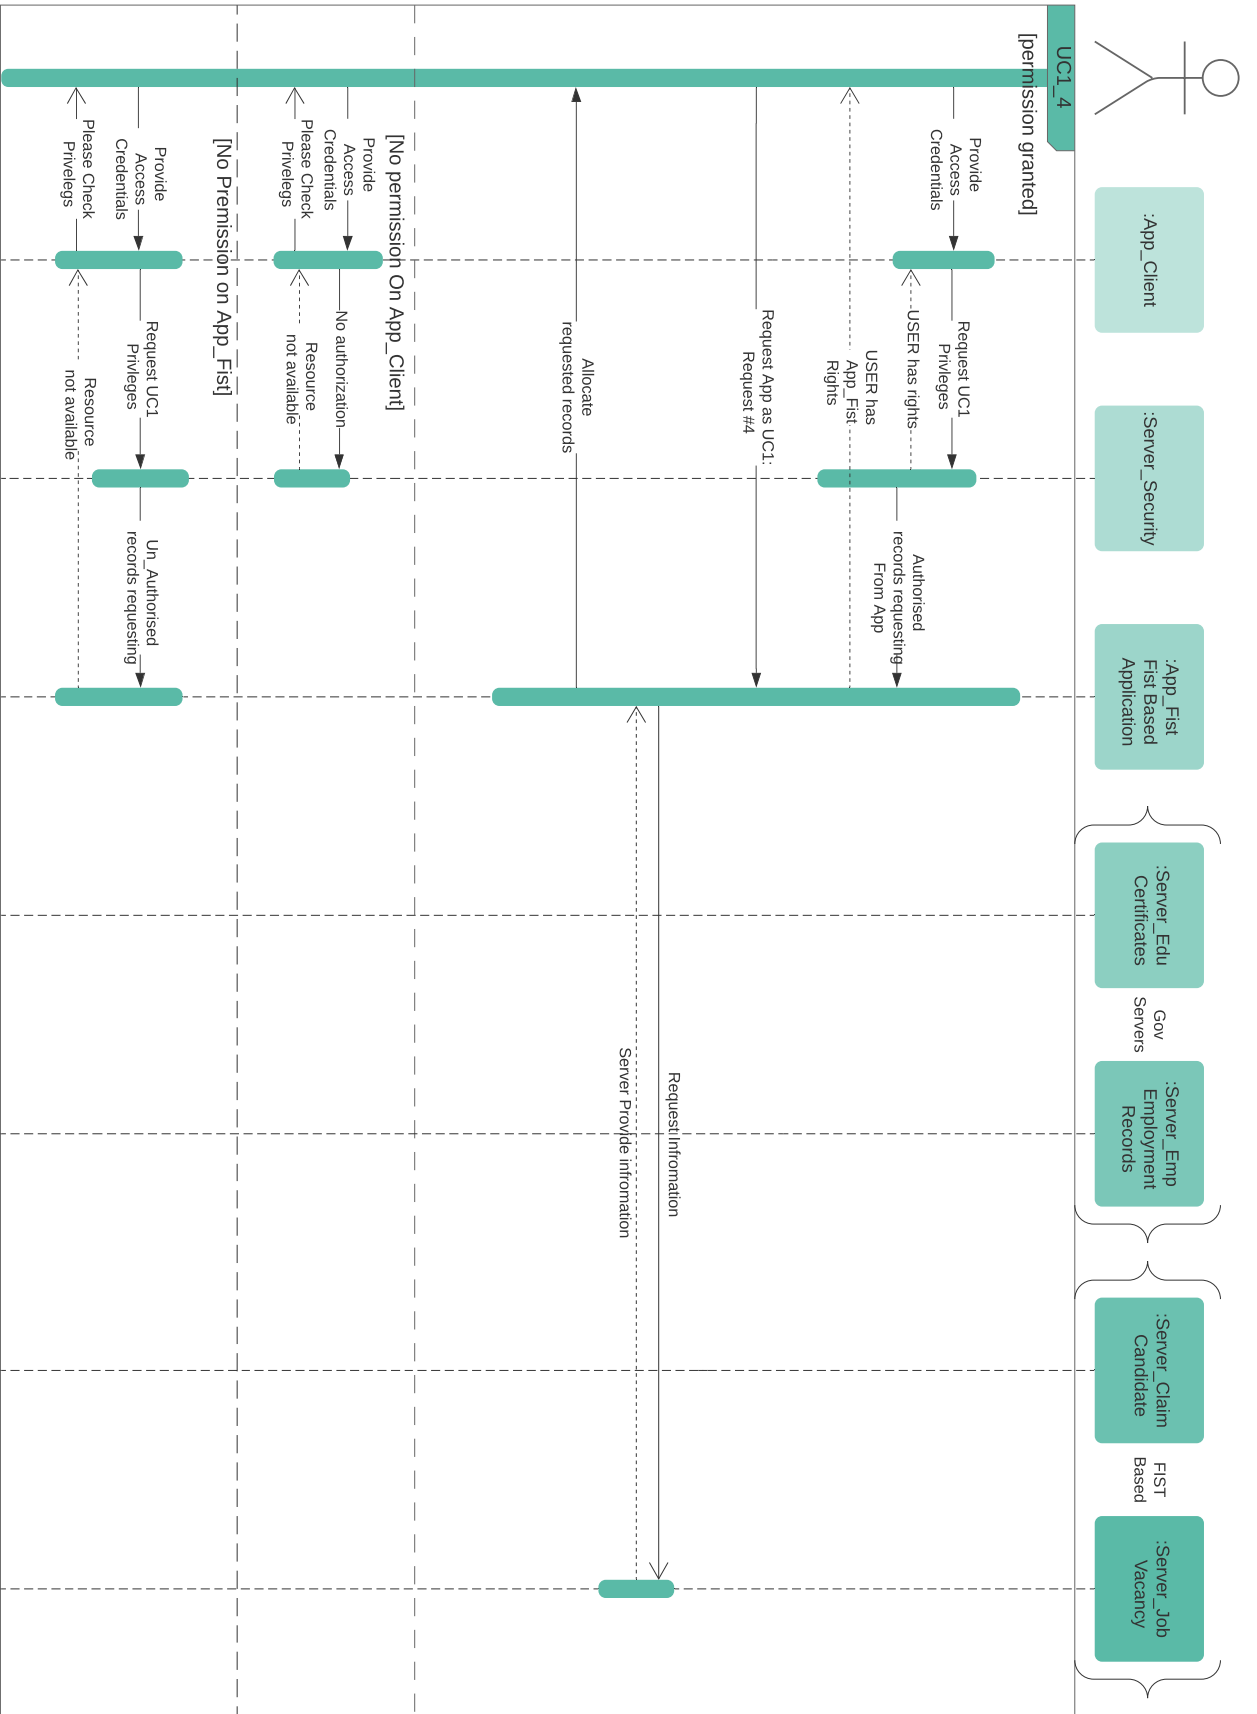 :App_Client
:Server_Security
:App_Fist
Fist Based
Application
:Server_Edu
Certificates
Gov
Servers
:Server_Emp
Employment
Records
:Server_Claim
Candidate
FIST
Based
:Server_Job
Vacancy
UC1_4
[permission granted]
Provide
Access
Credentials
Request UC1
Privleges
USER has rights
Authorised
records requesting
From App
USER has
App_Fist
Rights
Request App as UC1:
Request #4
Request Infromation
Server Provide infromation
Allocate
requested records
[No permission On App_Client]
Provide
Access
Credentials
No authorization
Resource
not available
Please Check
Privelegs
[No Premission on App_Fist]
Provide
Access
Credentials
Request UC1
Privleges
Un_Authorised
records requesting
Resource
not available
Please Check
Privelegs